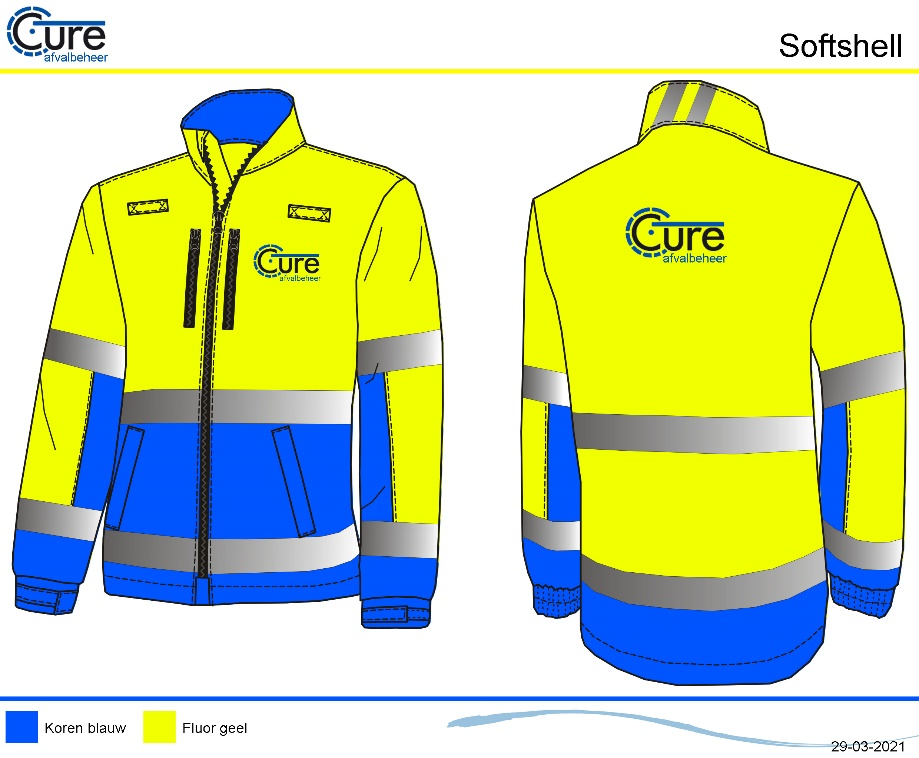 Cure
afvalbeheer
Softshell
Cure
afvalbeheer
Cure
afvalbeheer
Koren blauw
Fluor geel
29-03-2021